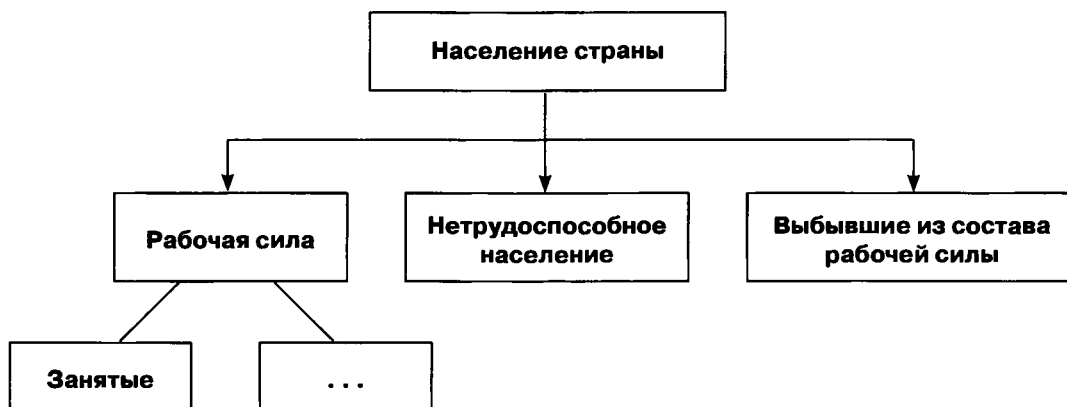 Население страны
Рабочая сила
Нетрудоспособное
население
Выбывшие из состава
рабочей силы
Занятые
...